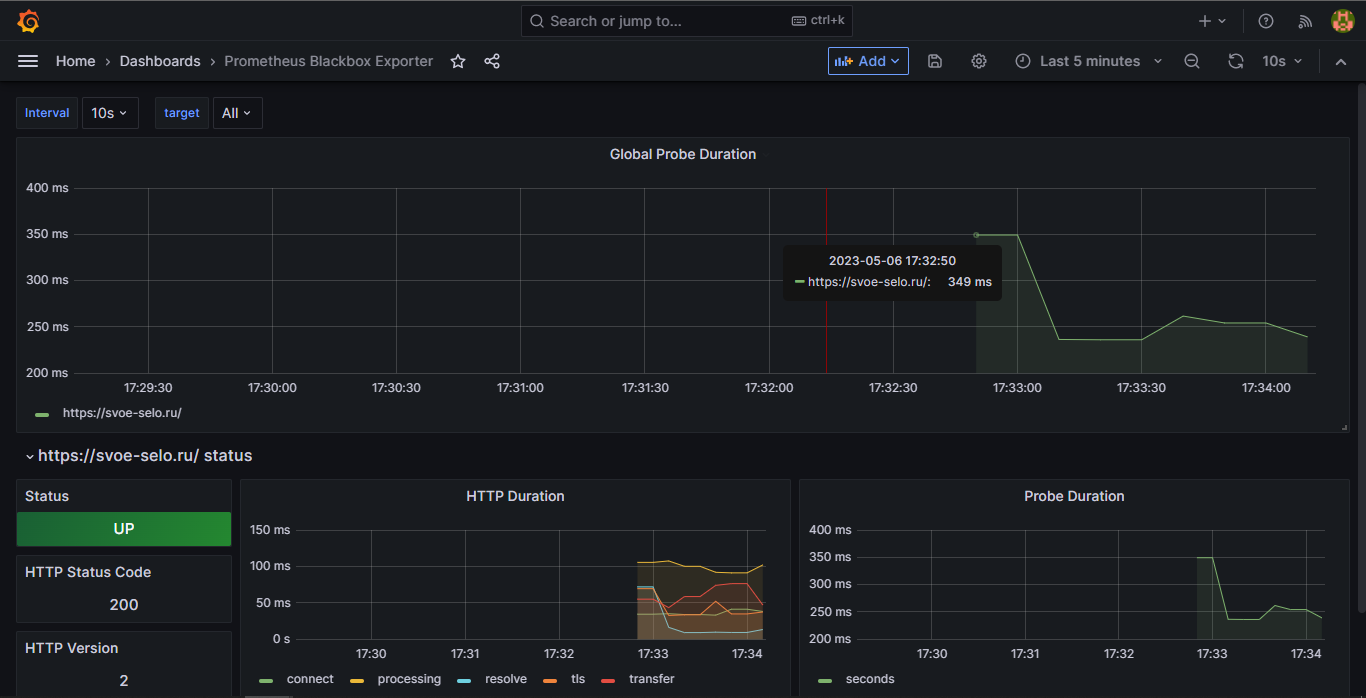 Search or jump to... ctrl+k
Home › Dashboards › Prometheus Blackbox Exporter Add Last 5 minutes 10s
Interval 10s target All
Global Probe Duration
400 ms
350 ms
300 ms
250 ms
200 ms
2023-05-06 17:32:50
https://svoe-selo.ru/: 349 ms
17:29:30 17:30:00 17:30:30 17:31:00 17:31:30 17:32:00 17:32:30 17:33:00 17:33:30 17:34:00
https://svoe-selo.ru/
https://svoe-selo.ru/ status
Status
UP
HTTP Status Code
200
HTTP Version
2
HTTP Duration
150 ms
100 ms
50 ms
0 s
17:30 17:31 17:32 17:33 17:34
connect processing resolve tls transfer
Probe Duration
400 ms
350 ms
300 ms
250 ms
200 ms
17:30 17:31 17:32 17:33 17:34
seconds